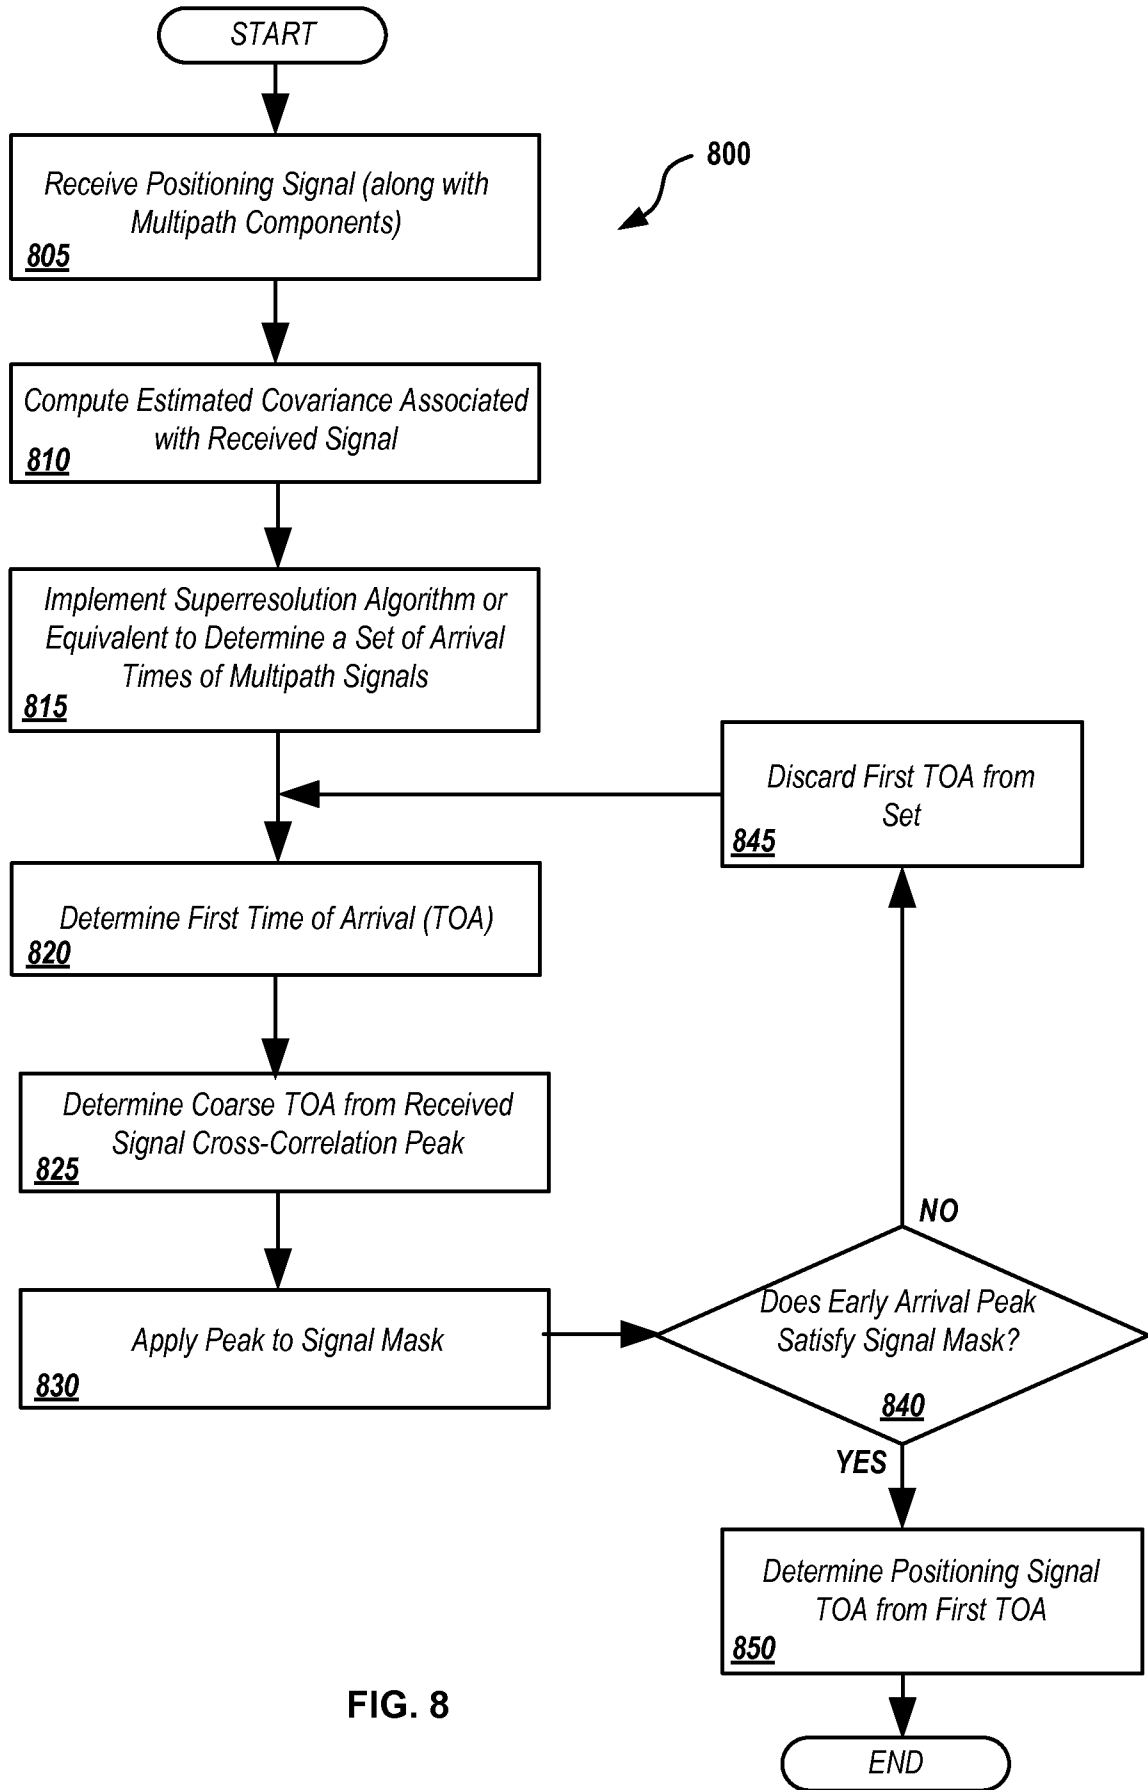 START
800
Receive Positioning Signal (along with
Multipath Components)
805
Compute Estimated Covariance Associated
with Received Signal
810
Implement Superresolution Algorithm or
Equivalent to Determine a Set of Arrival
Times of Multipath Signals
815
Discard First TOA from
Set
845
Determine First Time of Arrival (TOA)
820
Determine Coarse TOA from Received
Signal Cross-Correlation Peak
825
Apply Peak to Signal Mask
830
NO
Does Early Arrival Peak
Satisfy Signal Mask?
840
YES
Determine Positioning Signal
TOA from First TOA
850
END
FIG. 8